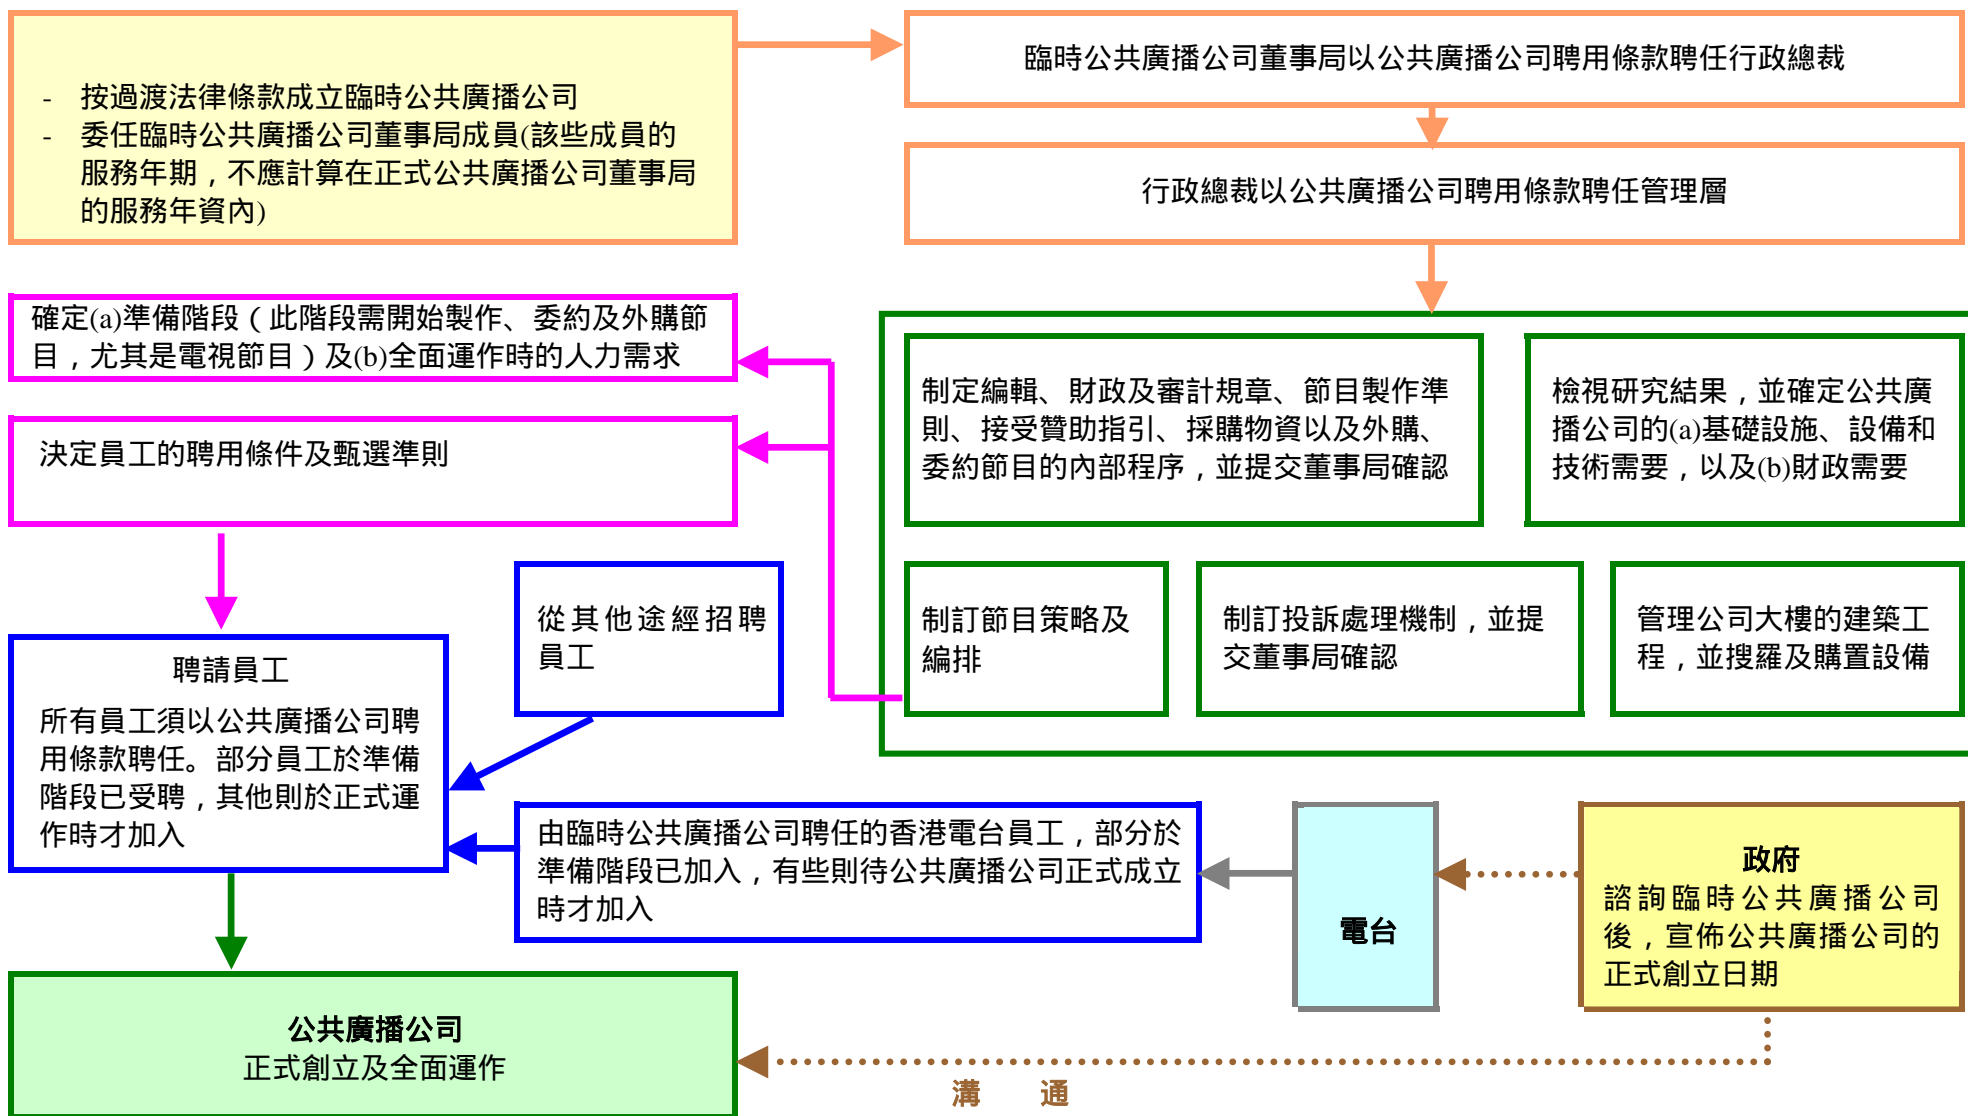 - 按過渡法律條款成立臨時公共廣播公司
- 委任臨時公共廣播公司董事局成員(該些成員的
服務年期，不應計算在正式公共廣播公司董事局
的服務年資內)
臨時公共廣播公司董事局以公共廣播公司聘用條款聘任行政總裁
行政總裁以公共廣播公司聘用條款聘任管理層
確定(a)準備階段（此階段需開始製作、委約及外購節
目，尤其是電視節目）及(b)全面運作時的人力需求
決定員工的聘用條件及甄選準則
制定編輯、財政及審計規章、節目製作準
則、接受贊助指引、採購物資以及外購、
委約節目的內部程序，並提交董事局確認
檢視研究結果，並確定公共廣
播公司的(a)基礎設施、設備和
技術需要，以及(b)財政需要
制訂節目策略及
編排
制訂投訴處理機制，並提
交董事局確認
管理公司大樓的建築工
程，並搜羅及購置設備
從其他途經招聘
員工
聘請員工
所有員工須以公共廣播公司聘
用條款聘任。部分員工於準備
階段已受聘，其他則於正式運
作時才加入
由臨時公共廣播公司聘任的香港電台員工，部分於
準備階段已加入，有些則待公共廣播公司正式成立
時才加入
電台
政府
諮詢臨時公共廣播公司
後，宣佈公共廣播公司的
正式創立日期
公共廣播公司
正式創立及全面運作
溝 通